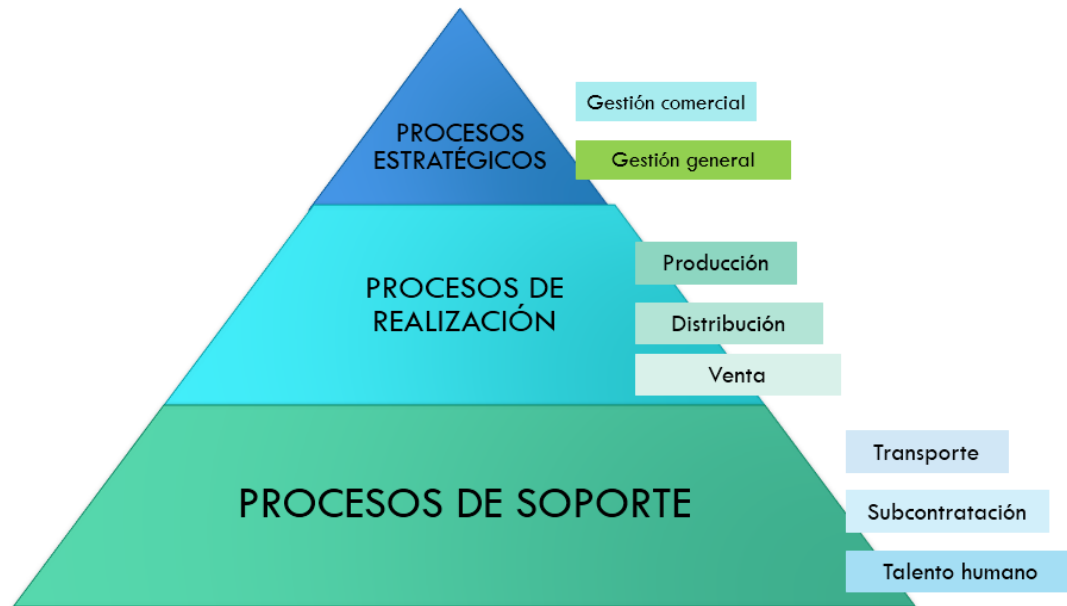 PROCESOS
ESTRATÉGICOS
Gestión comercial
Gestión general
PROCESOS DE
REALIZACIÓN
Producción
Distribución
Venta
PROCESOS DE SOPORTE
Transporte
Subcontratación
Talento humano